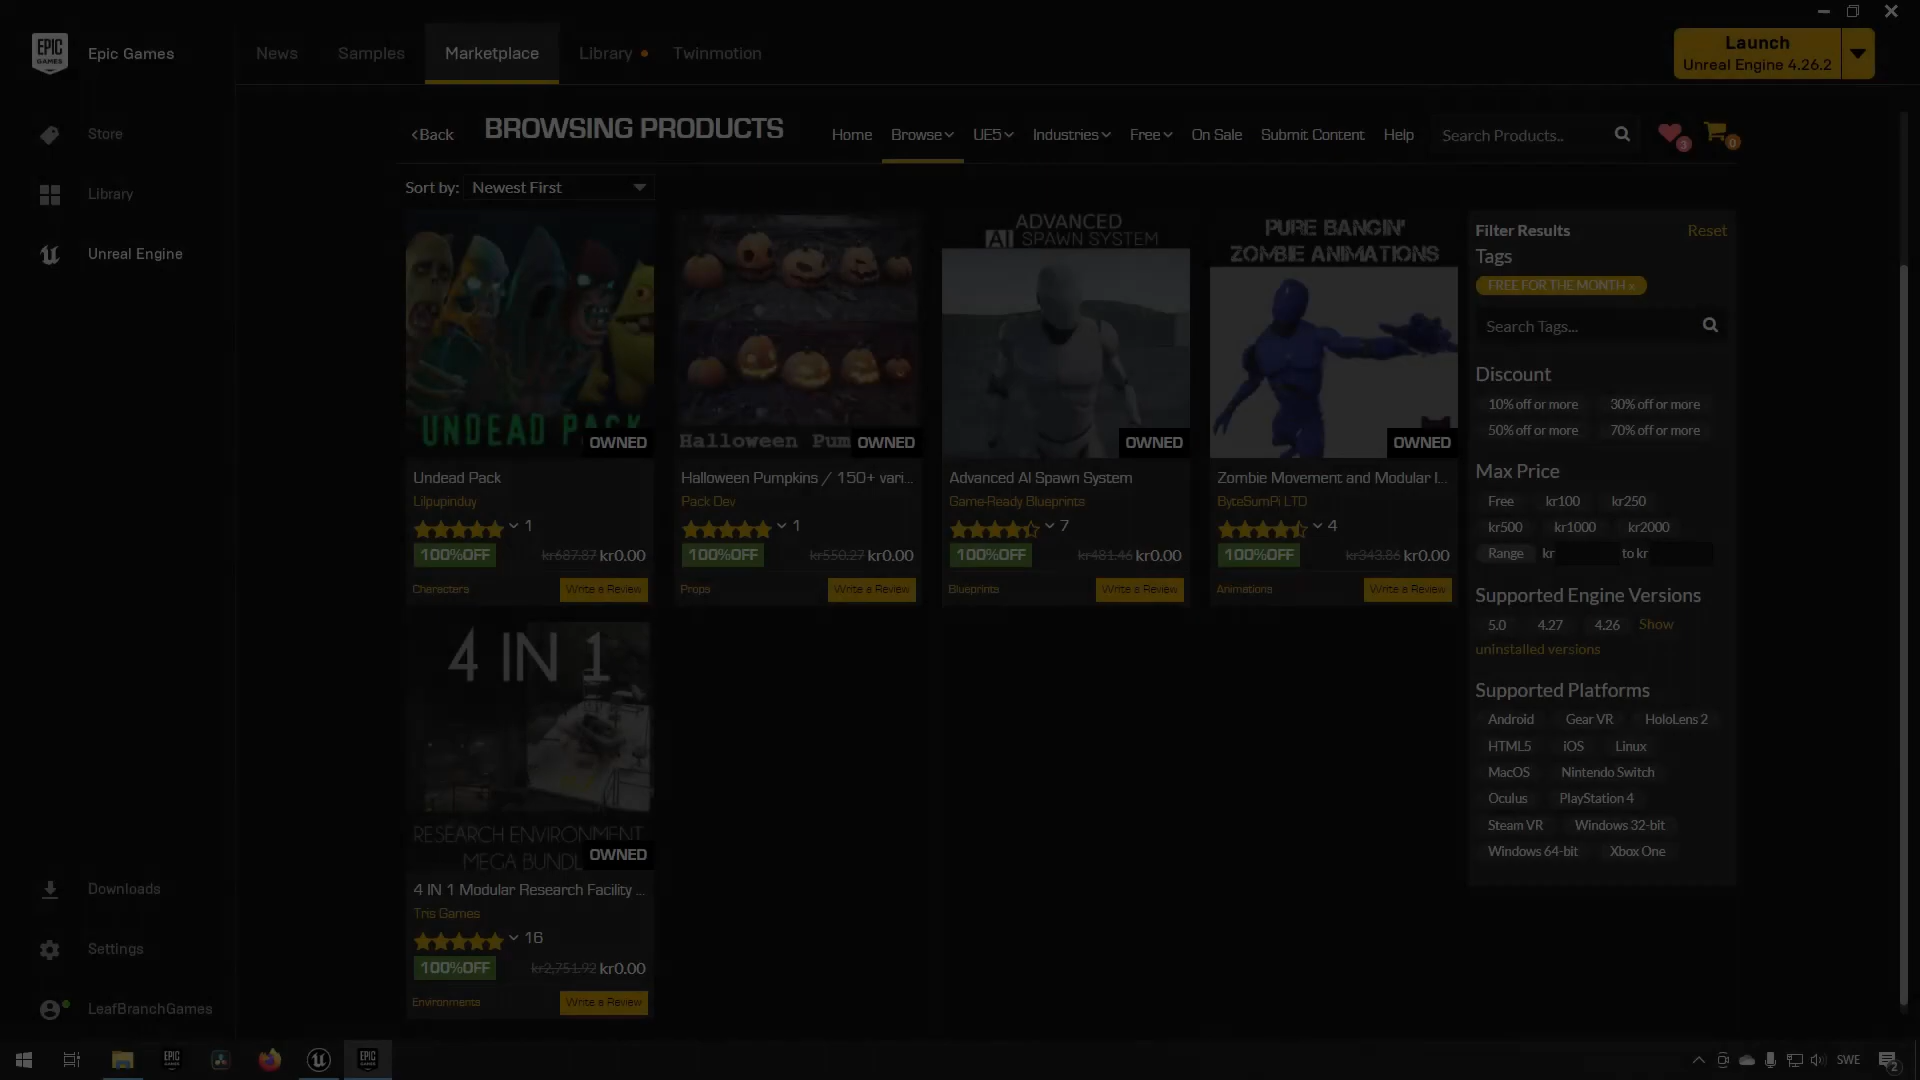 EPIC GAMES
Epic Games
News
Samples
Marketplace
Library
Twinmotion
Launch
Unreal Engine 4.26.2
Store
Library
Unreal Engine
Downloads
Settings
LeafBranchGames
Back
BROWSING PRODUCTS
Home
Browse
UE5
Industries
Free
On Sale
Submit Content
Help
Search Products..
3
0
Sort by: Newest First
UNDEAD PACK
OWNED
Undead Pack
Lilpupinduy
1
100%OFF
kr687.87 kr0.00
Characters
Write a Review
Halloween Pum
OWNED
Halloween Pumpkins / 150+ vari...
Pack Dev
1
100%OFF
kr550.27 kr0.00
Props
Write a Review
ADVANCED
AI SPAWN SYSTEM
OWNED
Advanced AI Spawn System
Game-Ready Blueprints
7
100%OFF
kr481.46 kr0.00
Blueprints
Write a Review
PURE BANGIN'
ZOMBIE ANIMATIONS
OWNED
Zombie Movement and Modular I...
ByteSumPi LTD
4
100%OFF
kr343.86 kr0.00
Animations
Write a Review
4 IN 1
RESEARCH ENVIRONMENT
MEGA BUNDL
OWNED
4 IN 1 Modular Research Facility ...
Tris Games
16
100%OFF
kr2,751.92 kr0.00
Environments
Write a Review
Filter Results
Reset
Tags
FREE FOR THE MONTH x
Search Tags...
Discount
10% off or more 30% off or more
50% off or more 70% off or more
Max Price
Free kr100 kr250
kr500 kr1000 kr2000
Range kr to kr
Supported Engine Versions
5.0 4.27 4.26 Show
uninstalled versions
Supported Platforms
Android Gear VR HoloLens 2
HTML5 iOS Linux
MacOS Nintendo Switch
Oculus PlayStation 4
Steam VR Windows 32-bit
Windows 64-bit Xbox One
EPIC GAMES
EPIC GAMES
SWE
2